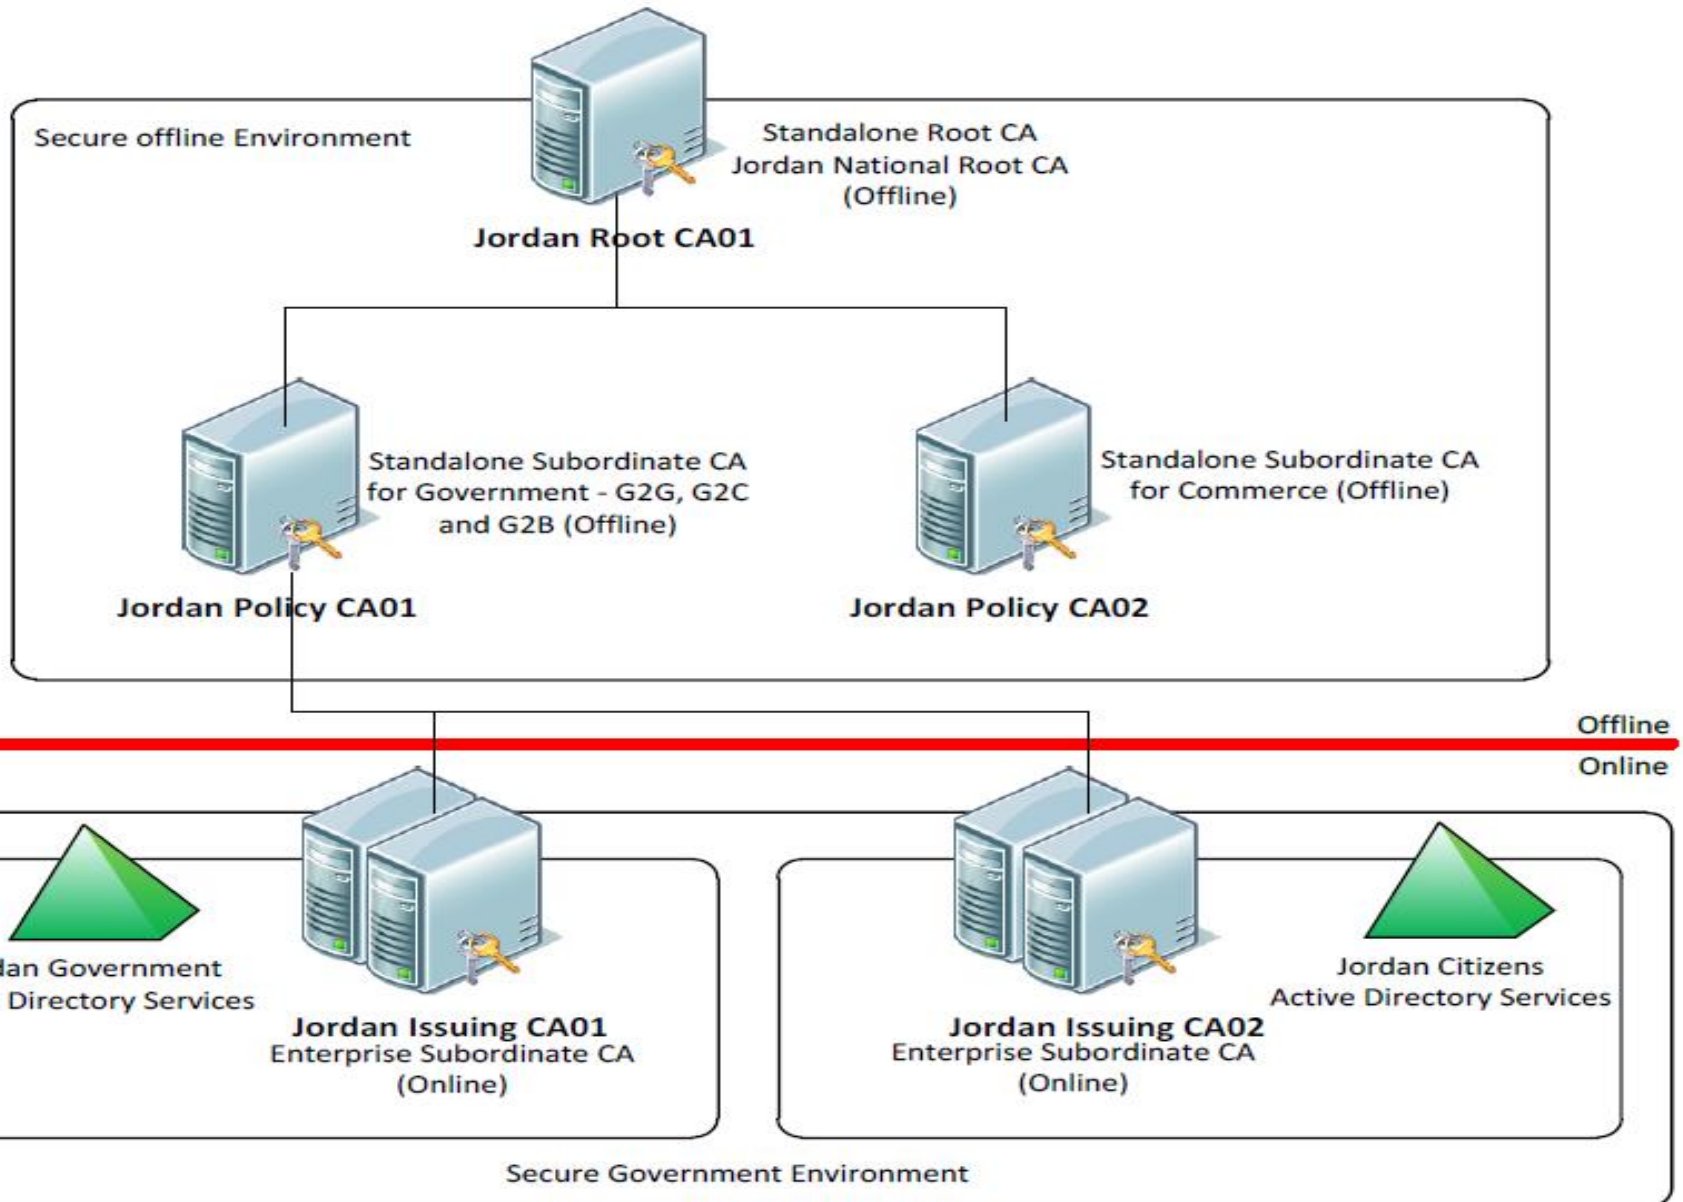 Secure offline Environment
Standalone Root CA
Jordan National Root CA
(Offline)
Jordan Root CA01
Standalone Subordinate CA
for Government - G2G, G2C
and G2B (Offline)
Jordan Policy CA01
Standalone Subordinate CA
for Commerce (Offline)
Jordan Policy CA02
Offline
Online
Government
Directory Services
Jordan Issuing CA01
Enterprise Subordinate CA
(Online)
Jordan Issuing CA02
Enterprise Subordinate CA
(Online)
Jordan Citizens
Active Directory Services
Secure Government Environment